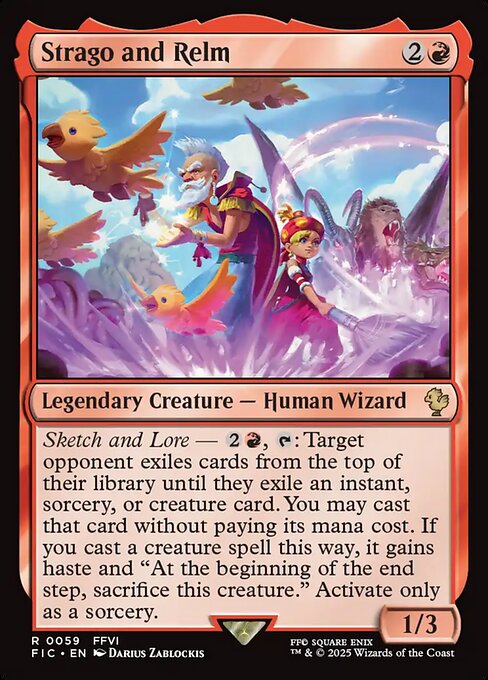 Strago and Relm 2
Legendary Creature — Human Wizard
Sketch and Lore — 2, : Target
opponent exiles cards from the top of
their library until they exile an instant,
sorcery, or creature card. You may cast
that card without paying its mana cost. If
you cast a creature spell this way, it gains
haste and “At the beginning of the end
step, sacrifice this creature.” Activate only
as a sorcery.
1/3
R 0059 FFVI
FIC • EN Darius Zablockis
FF© SQUARE ENIX
™ & © 2025 Wizards of the Coast